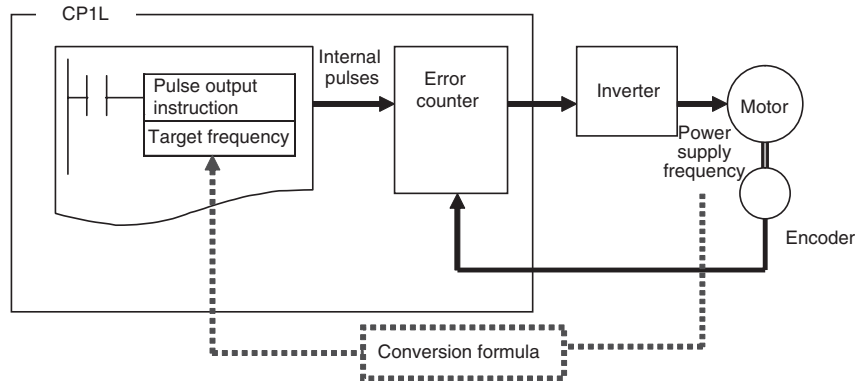 CP1L
Internal
pulses
Pulse output
instruction
Target frequency
Error
counter
Inverter
Motor
Power
supply
frequency
Encoder
Conversion formula